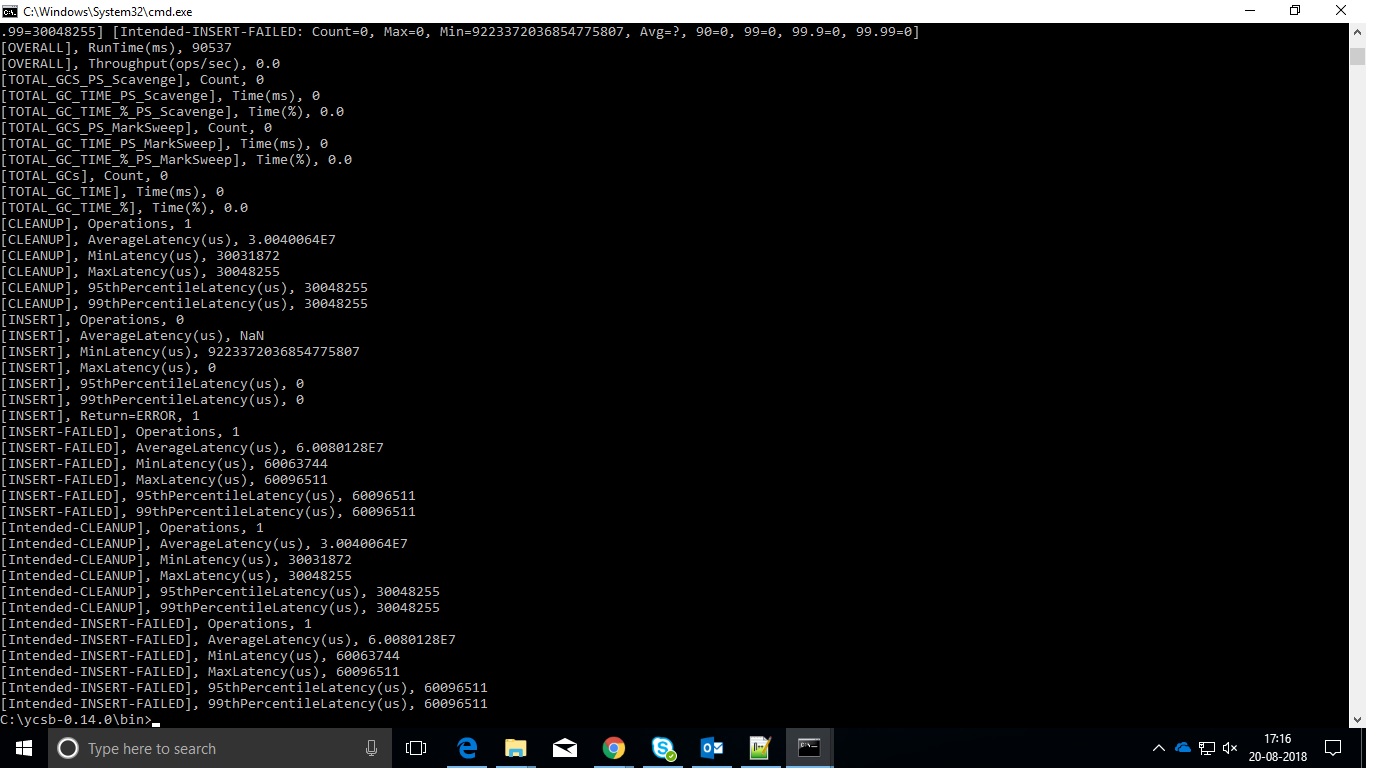 C:\Windows\System32\cmd.exe
.99=30048255] [Intended-INSERT-FAILED: Count=0, Max=0, Min=9223372036854775807, Avg=?, 90=0, 99=0, 99.9=0, 99.99=0]
[OVERALL], RunTime(ms), 90537
[OVERALL], Throughput(ops/sec), 0.0
[TOTAL_GCS_PS_Scavenge], Count, 0
[TOTAL_GC_TIME_PS_Scavenge], Time(ms), 0
[TOTAL_GC_TIME_%_PS_Scavenge], Time(%), 0.0
[TOTAL_GCS_PS_MarkSweep], Count, 0
[TOTAL_GC_TIME_PS_MarkSweep], Time(ms), 0
[TOTAL_GC_TIME_%_PS_MarkSweep], Time(%), 0.0
[TOTAL_GCs], Count, 0
[TOTAL_GC_TIME], Time(ms), 0
[TOTAL_GC_TIME_%], Time(%), 0.0
[CLEANUP], Operations, 1
[CLEANUP], AverageLatency(us), 3.0040064E7
[CLEANUP], MinLatency(us), 30031872
[CLEANUP], MaxLatency(us), 30048255
[CLEANUP], 95thPercentileLatency(us), 30048255
[CLEANUP], 99thPercentileLatency(us), 30048255
[INSERT], Operations, 0
[INSERT], AverageLatency(us), NaN
[INSERT], MinLatency(us), 9223372036854775807
[INSERT], MaxLatency(us), 0
[INSERT], 95thPercentileLatency(us), 0
[INSERT], 99thPercentileLatency(us), 0
[INSERT], Return=ERROR, 1
[INSERT-FAILED], Operations, 1
[INSERT-FAILED], AverageLatency(us), 6.0080128E7
[INSERT-FAILED], MinLatency(us), 60063744
[INSERT-FAILED], MaxLatency(us), 60096511
[INSERT-FAILED], 95thPercentileLatency(us), 60096511
[INSERT-FAILED], 99thPercentileLatency(us), 60096511
[Intended-CLEANUP], Operations, 1
[Intended-CLEANUP], AverageLatency(us), 3.0040064E7
[Intended-CLEANUP], MinLatency(us), 30031872
[Intended-CLEANUP], MaxLatency(us), 30048255
[Intended-CLEANUP], 95thPercentileLatency(us), 30048255
[Intended-CLEANUP], 99thPercentileLatency(us), 30048255
[Intended-INSERT-FAILED], Operations, 1
[Intended-INSERT-FAILED], AverageLatency(us), 6.0080128E7
[Intended-INSERT-FAILED], MinLatency(us), 60063744
[Intended-INSERT-FAILED], MaxLatency(us), 60096511
[Intended-INSERT-FAILED], 95thPercentileLatency(us), 60096511
[Intended-INSERT-FAILED], 99thPercentileLatency(us), 60096511
C:\ycsb-0.14.0\bin>
Type here to search
17:16
20-08-2018